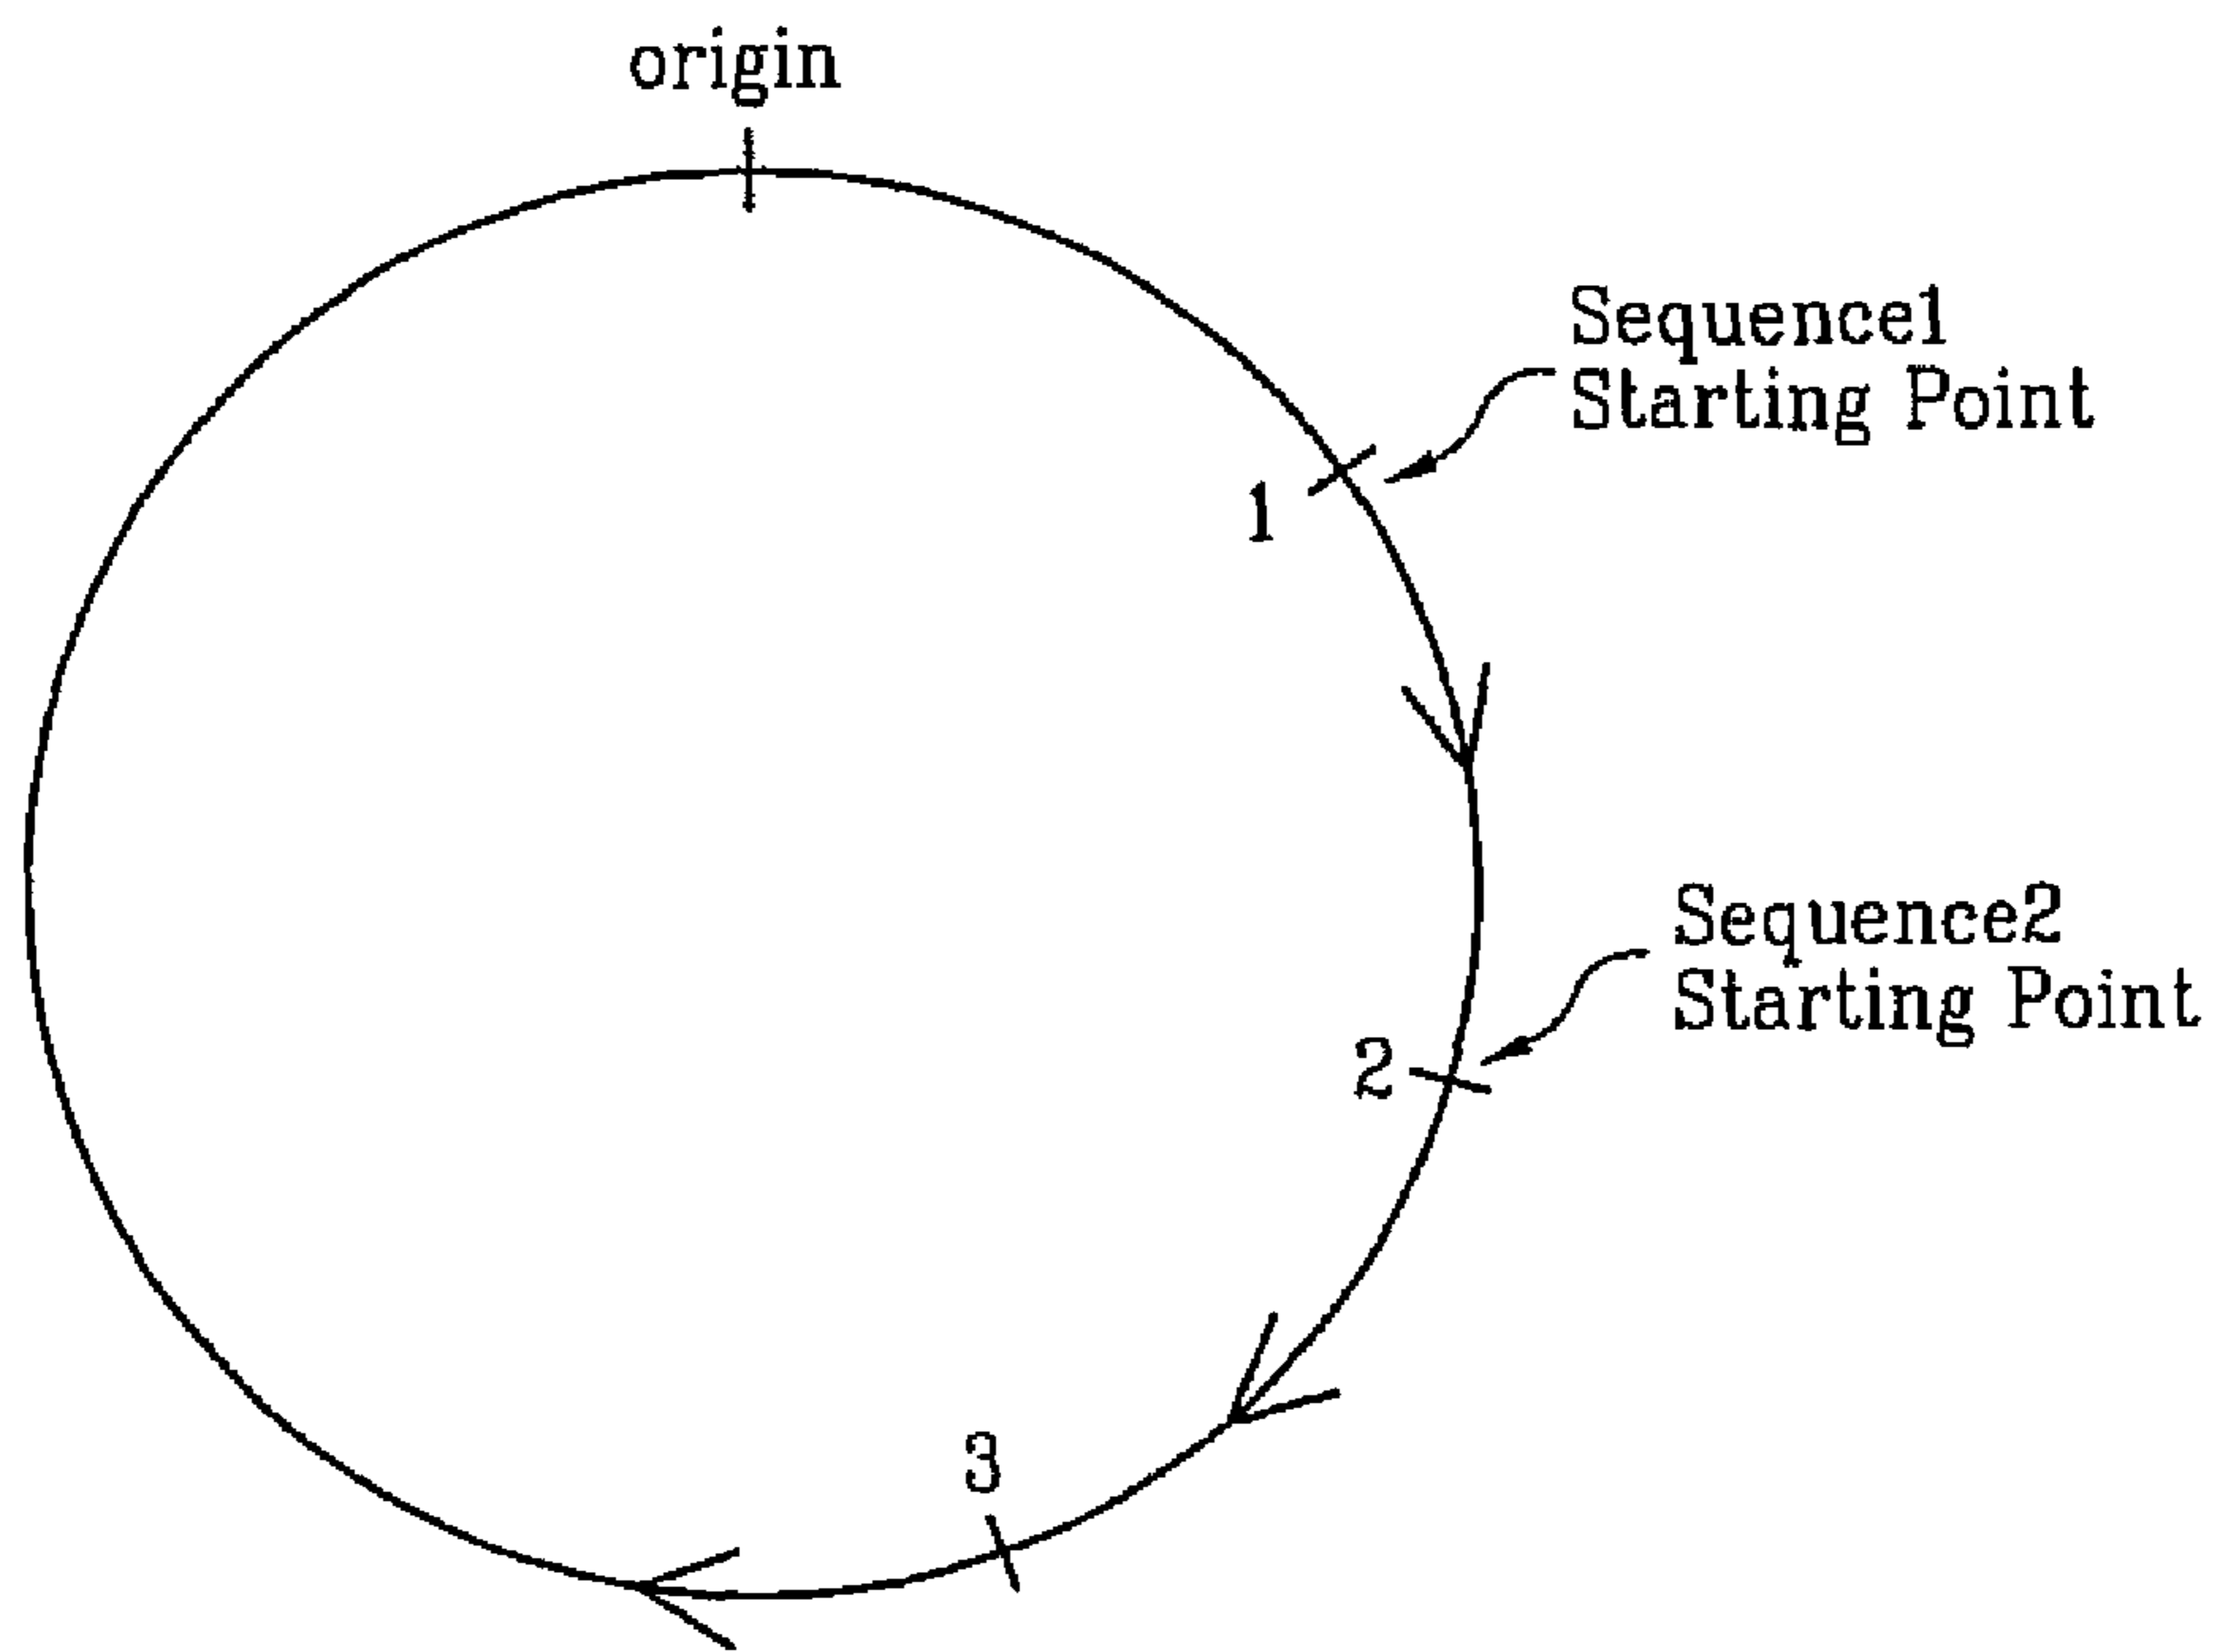 origin
Sequence1
Starting Point
1
Sequence2
Starting Point
2
3